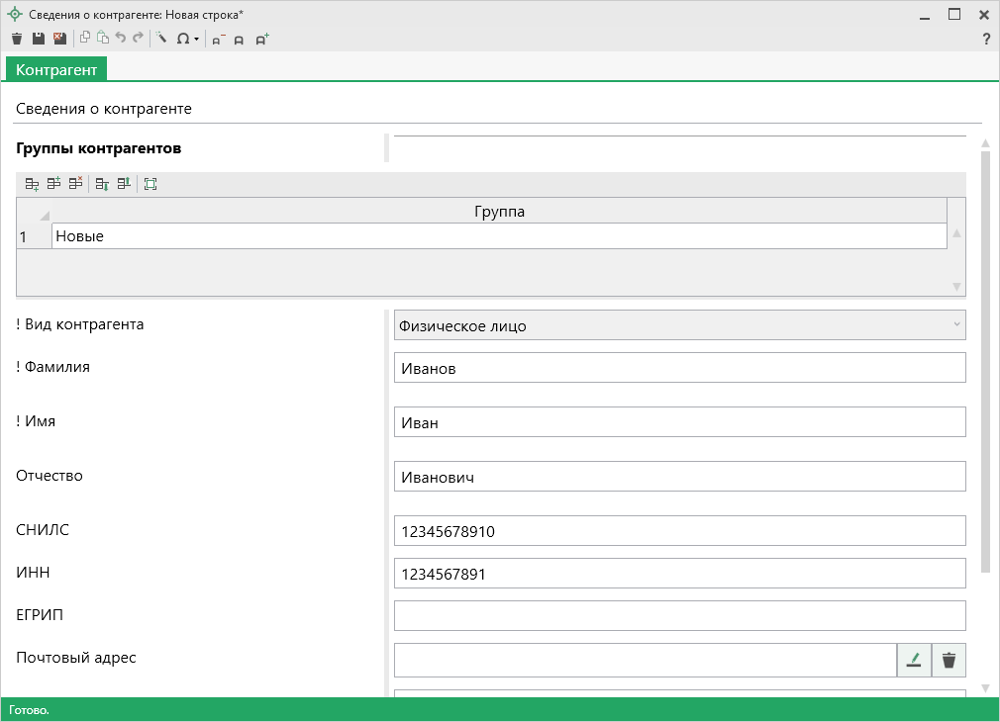 Сведения о контрагенте: Новая строка*
?
Контрагент
Сведения о контрагенте
Группы контрагентов
Группа
1 Новые
! Вид контрагента Физическое лицо
! Фамилия Иванов
! Имя Иван
Отчество Иванович
СНИЛС 12345678910
ИНН 1234567891
ЕГРИП
Почтовый адрес
Готово.